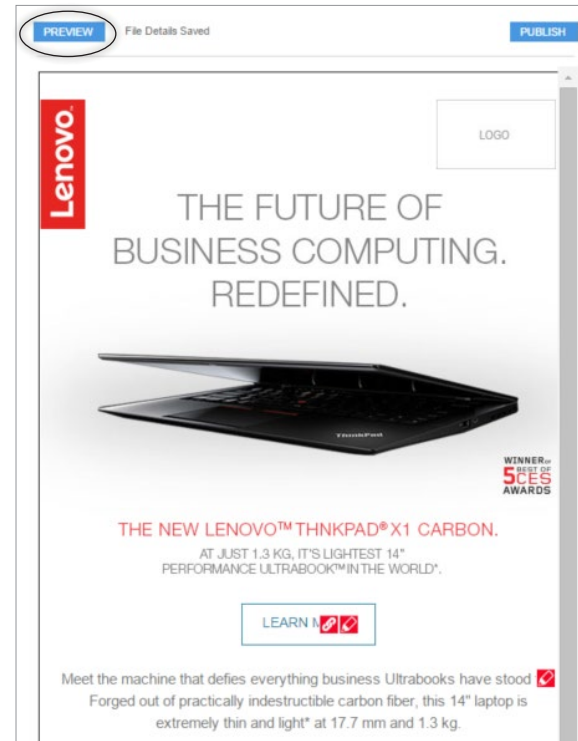 PREVIEW File Details Saved PUBLISH
Lenovo.
LOGO
THE FUTURE OF
BUSINESS COMPUTING.
REDEFINED.
ThinkPad
WINNER OF
5 BEST OF
CES
AWARDS
THE NEW LENOVO™ THNKPAD® X1 CARBON.
AT JUST 1.3 KG, IT'S LIGHTEST 14"
PERFORMANCE ULTRABOOK™ IN THE WORLD*.
LEARN
Meet the machine that defies everything business Ultrabooks have stood
Forged out of practically indestructible carbon fiber, this 14" laptop is
extremely thin and light* at 17.7 mm and 1.3 kg.